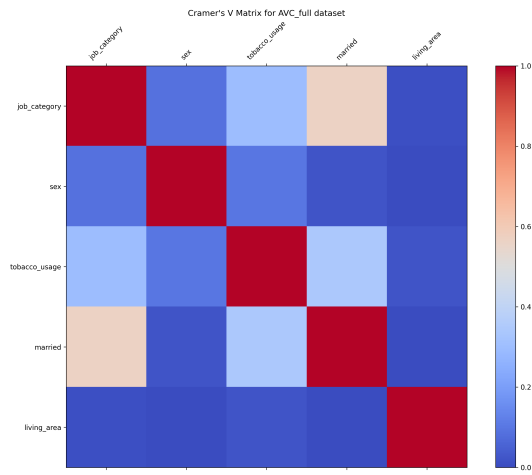 Cramer's V Matrix for AVC_full dataset
job_category
sex
tobacco_usage
married
living_area
job_category
sex
tobacco_usage
married
living_area
1.0
0.8
0.6
0.4
0.2
0.0